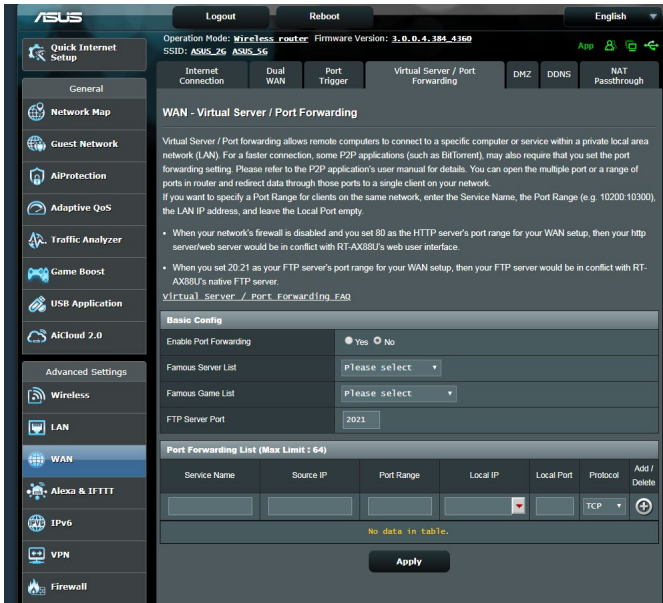 ASUS
Logout
Reboot
English
Quick Internet
Setup
Operation Mode: Wireless router Firmware Version: 3.0.0.4.384_4360
SSID: ASUS_2G ASUS_5G
App
General
Network Map
Guest Network
AiProtection
Adaptive QoS
Traffic Analyzer
Game Boost
USB Application
AiCloud 2.0
Advanced Settings
Wireless
LAN
WAN
Alexa & IFTTT
IPv6
VPN
Firewall
Internet
Connection
Dual
WAN
Port
Trigger
Virtual Server / Port
Forwarding
DMZ
DDNS
NAT
Passthrough
WAN - Virtual Server / Port Forwarding
Virtual Server / Port forwarding allows remote computers to connect to a specific computer or service within a private local area
network (LAN). For a faster connection, some P2P applications (such as BitTorrent), may also require that you set the port
forwarding setting. Please refer to the P2P application's user manual for details. You can open the multiple port or a range of
ports in router and redirect data through those ports to a single client on your network.
If you want to specify a Port Range for clients on the same network, enter the Service Name, the Port Range (e.g. 10200:10300),
the LAN IP address, and leave the Local Port empty.
• When your network's firewall is disabled and you set 80 as the HTTP server's port range for your WAN setup, then your http
server/web server would be in conflict with RT-AX88U's web user interface.
• When you set 20:21 as your FTP server's port range for your WAN setup, then your FTP server would be in conflict with RT-
AX88U's native FTP server.
Virtual Server / Port Forwarding FAQ
Basic Config
Enable Port Forwarding
Yes No
Famous Server List
Please select
Famous Game List
Please select
FTP Server Port
2021
Port Forwarding List (Max Limit : 64)
Service Name
Source IP
Port Range
Local IP
Local Port
Protocol
Add /
Delete
TCP
No data in table.
Apply